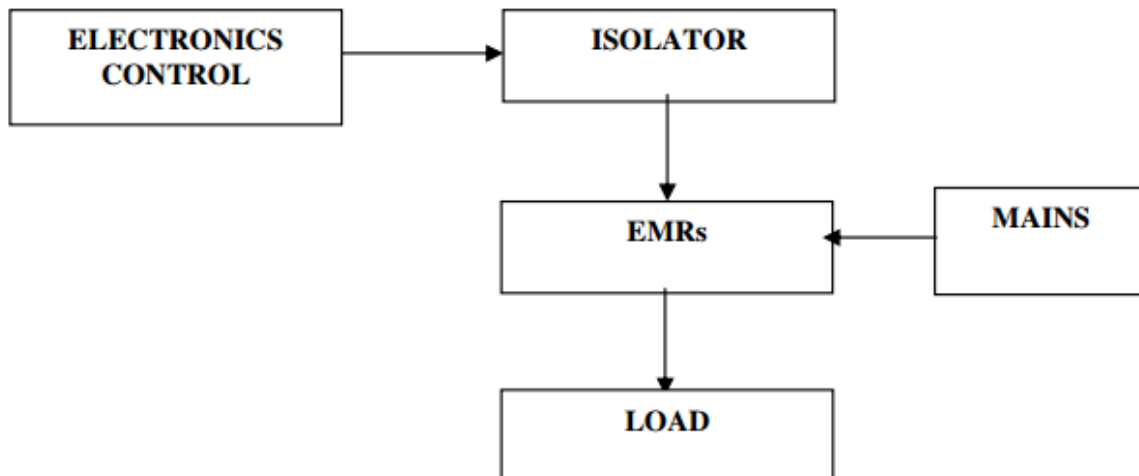 ELECTRONICS
CONTROL
ISOLATOR
EMRs
MAINS
LOAD